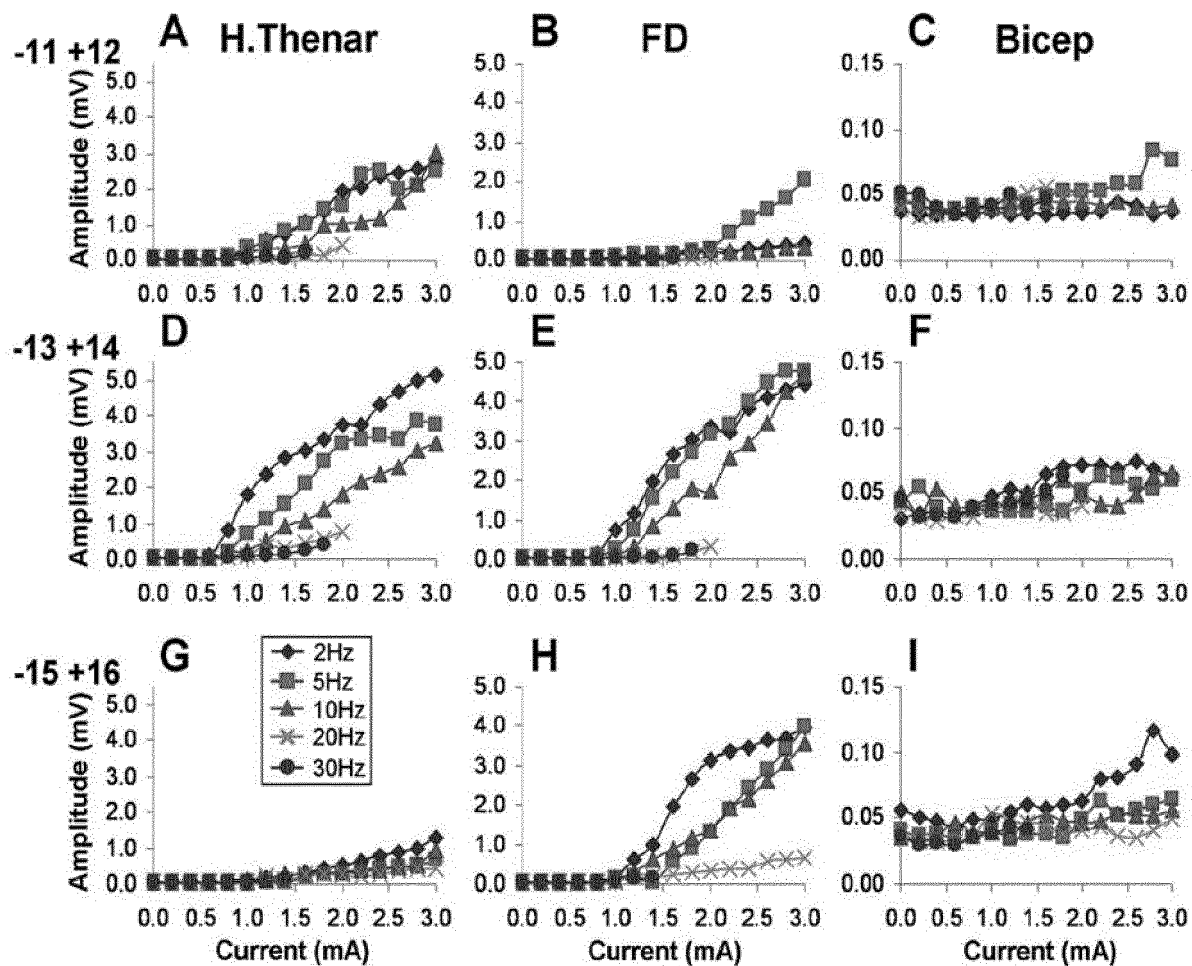 A H.Thenar B FD C Bicep
-11 +12
Amplitude (mV)
5.0 4.0 3.0 2.0 1.0 0.0
0.0 0.5 1.0 1.5 2.0 2.5 3.0
5.0 4.0 3.0 2.0 1.0 0.0
0.0 0.5 1.0 1.5 2.0 2.5 3.0
0.15 0.10 0.05 0.00
0.0 0.5 1.0 1.5 2.0 2.5 3.0
D E F
-13 +14
Amplitude (mV)
5.0 4.0 3.0 2.0 1.0 0.0
0.0 0.5 1.0 1.5 2.0 2.5 3.0
5.0 4.0 3.0 2.0 1.0 0.0
0.0 0.5 1.0 1.5 2.0 2.5 3.0
0.15 0.10 0.05 0.00
0.0 0.5 1.0 1.5 2.0 2.5 3.0
G H I
-15 +16
Amplitude (mV)
5.0 4.0 3.0 2.0 1.0 0.0
2Hz
5Hz
10Hz
20Hz
30Hz
0.0 0.5 1.0 1.5 2.0 2.5 3.0
Current (mA)
5.0 4.0 3.0 2.0 1.0 0.0
0.0 0.5 1.0 1.5 2.0 2.5 3.0
Current (mA)
0.15 0.10 0.05 0.00
0.0 0.5 1.0 1.5 2.0 2.5 3.0
Current (mA)